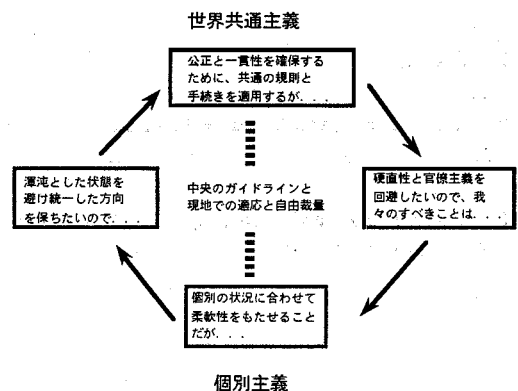 世界共通主義
公正と一貫性を確保する
ために、共通の規則と
手続きを適用するが. . .
渾沌とした状態を
避け統一した方向
を保ちたいので. . .
中央のガイドラインと
現地での適応と自由裁量
硬直性と官僚主義を
回避したいので、我
々のすべきことは. . .
個別の状況に合わせて
柔軟性をもたせること
だが. . .
個別主義